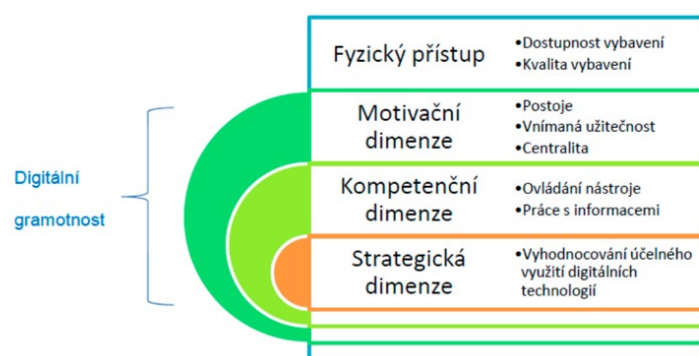 Fyzický přístup
•Dostupnost vybavení
•Kvalita vybavení
Digitální
gramotnost
Motivační
dimenze
•Postoje
•Vnímaná užitečnost
•Centralita
Kompetenční
dimenze
•Ovládání nástroje
•Práce s informacemi
Strategická
dimenze
•Vyhodnocování účelného
využití digitálních
technologií